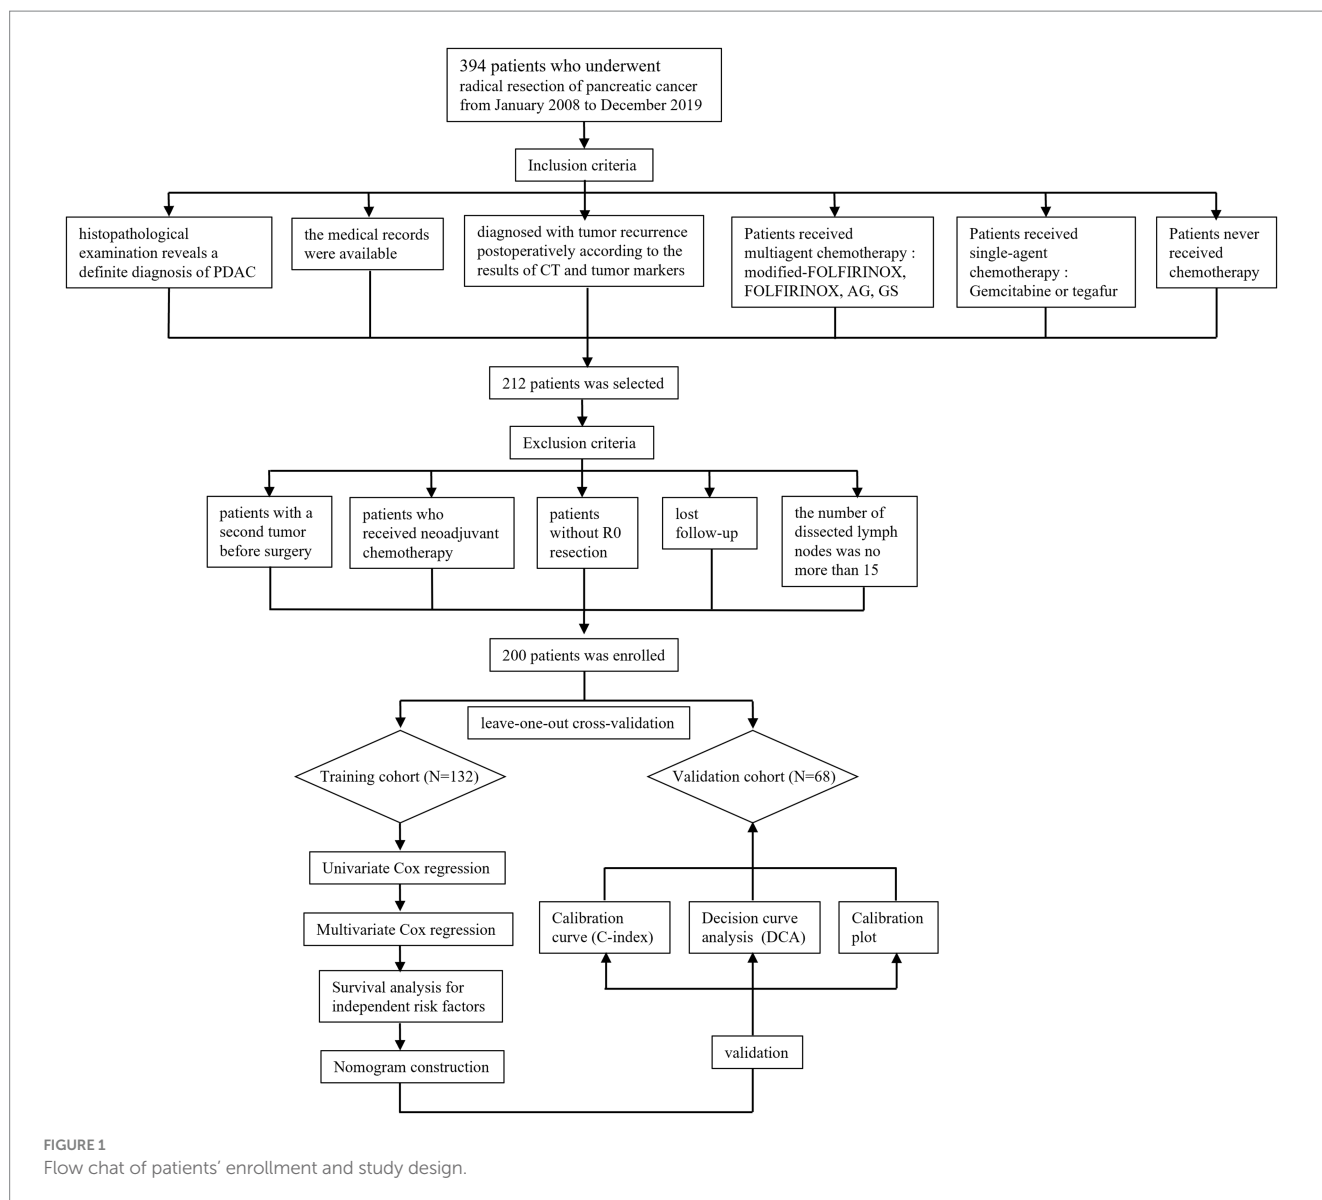 394 patients who underwent
radical resection of pancreatic cancer
from January 2008 to December 2019
Inclusion criteria
histopathological
examination reveals a
definite diagnosis of PDAC
the medical records
were available
diagnosed with tumor recurrence
postoperatively according to the
results of CT and tumor markers
Patients received
multiagent chemotherapy :
modified-FOLFIRINOX,
FOLFIRINOX, AG, GS
Patients received
single-agent
chemotherapy :
Gemcitabine or tegafur
Patients never
received
chemotherapy
212 patients was selected
Exclusion criteria
patients with a
second tumor
before surgery
patients who
received neoadjuvant
chemotherapy
patients
without R0
resection
lost
follow-up
the number of
dissected lymph
nodes was no
more than 15
200 patients was enrolled
leave-one-out cross-validation
Training cohort (N=132)
Validation cohort (N=68)
Univariate Cox regression
Multivariate Cox regression
Survival analysis for
independent risk factors
Nomogram construction
Calibration
curve (C-index)
Decision curve
analysis (DCA)
Calibration
plot
validation
FIGURE 1
Flow chat of patients' enrollment and study design.